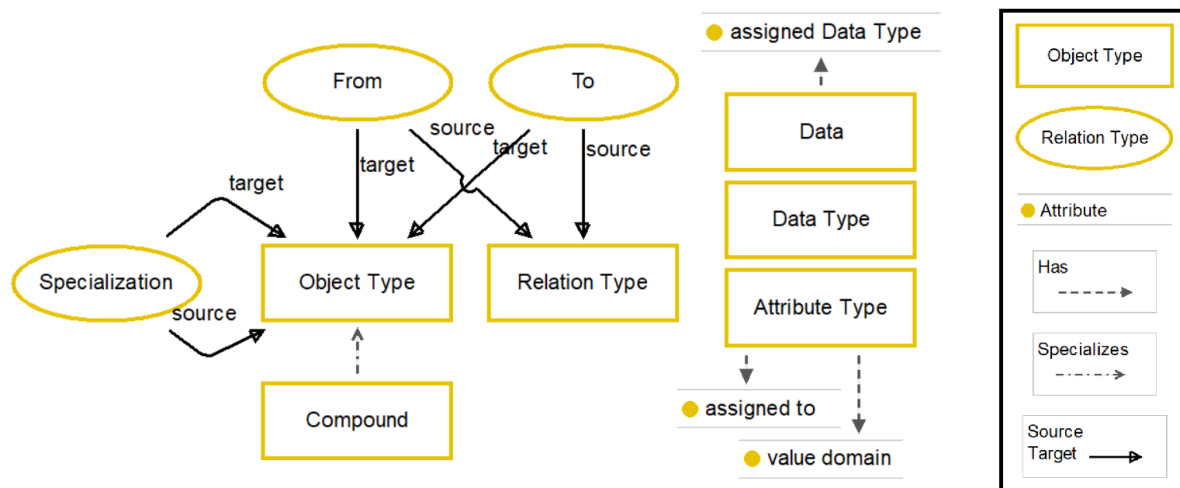 assigned Data Type
From
To
source
target
target
source
Data
target
Data Type
Specialization
Object Type
Relation Type
Attribute Type
source
Compound
assigned to
value domain
Object Type
Relation Type
Attribute
Has
Specializes
Source
Target